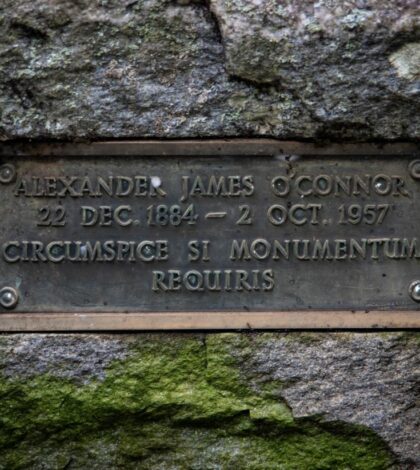 ALEXANDER JAMES O'CONNOR
22 DEC. 1884 – 2 OCT. 1957
CIRCUMSPICE SI MONUMENTUM
REQUIRIS